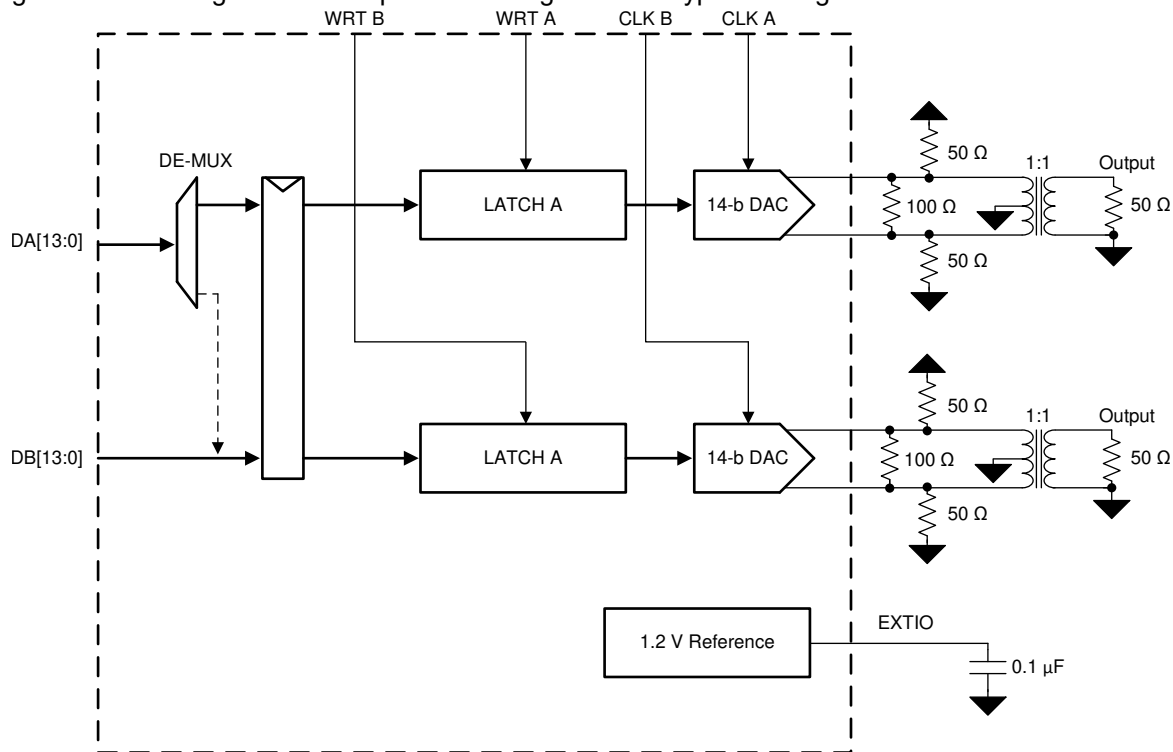 WRT B WRT A CLK B CLK A
DE-MUX
50 Ω
1:1 Output
DA[13:0]
LATCH A
14-b DAC
100 Ω
50 Ω
50 Ω
50 Ω
1:1 Output
DB[13:0]
LATCH A
14-b DAC
100 Ω
50 Ω
50 Ω
1.2 V Reference
EXTIO
0.1 µF